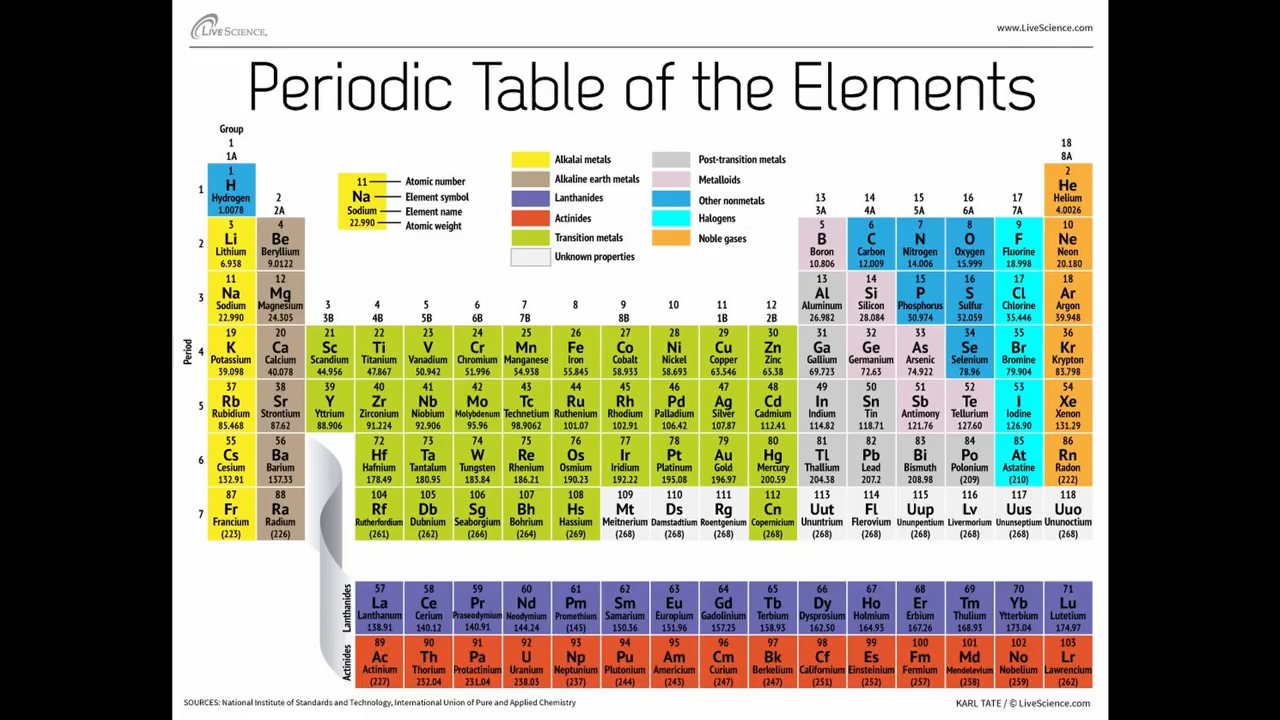 LIVESCIENCE.
www.LiveScience.com
Periodic Table of the Elements
Group
1 18
1A 8A
1 2
H He
Hydrogen Helium
1.0078 4.0026
1
2 13 14 15 16 17
2A 3A 4A 5A 6A 7A
11 Atomic number
Na Element symbol
Sodium Element name
22.990 Atomic weight
Alkalai metals
Alkaline earth metals
Lanthanides
Actinides
Transition metals
Unknown properties
Post-transition metals
Metalloids
Other nonmetals
Halogens
Noble gases
3 4 5 6 7 8 9 10
2 Li Be B C N O F Ne
Lithium Beryllium Boron Carbon Nitrogen Oxygen Fluorine Neon
6.938 9.0122 10.806 12.009 14.006 15.999 18.998 20.180
11 12 13 14 15 16 17 18
3 Na Mg Al Si P S Cl Ar
Sodium Magnesium Aluminum Silicon Phosphorus Sulfur Chlorine Argon
22.990 24.305 26.982 28.084 30.974 32.059 35.446 39.948
3 4 5 6 7 8 9 10 11 12
3B 4B 5B 6B 7B 8B 1B 2B
Period
19 20 21 22 23 24 25 26 27 28 29 30 31 32 33 34 35 36
4 K Ca Sc Ti V Cr Mn Fe Co Ni Cu Zn Ga Ge As Se Br Kr
Potassium Calcium Scandium Titanium Vanadium Chromium Manganese Iron Cobalt Nickel Copper Zinc Gallium Germanium Arsenic Selenium Bromine Krypton
39.098 40.078 44.956 47.867 50.942 51.996 54.938 55.845 58.933 58.693 63.546 65.38 69.723 72.63 74.922 78.96 79.904 83.798
37 38 39 40 41 42 43 44 45 46 47 48 49 50 51 52 53 54
5 Rb Sr Y Zr Nb Mo Tc Ru Rh Pd Ag Cd In Sn Sb Te I Xe
Rubidium Strontium Yttrium Zirconium Niobium Molybdenum Technetium Ruthenium Rhodium Palladium Silver Cadmium Indium Tin Antimony Tellurium Iodine Xenon
85.468 87.62 88.906 91.224 92.906 95.96 98.9062 101.07 102.91 106.42 107.87 112.41 114.82 118.71 121.76 127.60 126.90 131.29
55 56 72 73 74 75 76 77 78 79 80 81 82 83 84 85 86
6 Cs Ba Hf Ta W Re Os Ir Pt Au Hg Tl Pb Bi Po At Rn
Cesium Barium Hafnium Tantalum Tungsten Rhenium Osmium Iridium Platinum Gold Mercury Thallium Lead Bismuth Polonium Astatine Radon
132.91 137.33 178.49 180.95 183.84 186.21 190.23 192.22 195.08 196.97 200.59 204.38 207.2 208.98 (209) (210) (222)
87 88 104 105 106 107 108 109 110 111 112 113 114 115 116 117 118
7 Fr Ra Rf Db Sg Bh Hs Mt Ds Rg Cn Uut Fl Uup Lv Uus Uuo
Francium Radium Rutherfordium Dubnium Seaborgium Bohrium Hassium Meitnerium Damstadtium Roentgenium Copernicium Ununtrium Flerovium Ununpentium Livermorium Ununseptium Ununoctium
(223) (226) (261) (262) (266) (264) (269) (268) (268) (268) (268) (268) (268) (268) (268) (268) (268)
Lanthanides
57 58 59 60 61 62 63 64 65 66 67 68 69 70 71
La Ce Pr Nd Pm Sm Eu Gd Tb Dy Ho Er Tm Yb Lu
Lanthanum Cerium Praseodymium Neodymium Promethium Samarium Europium Gadolinium Terbium Dysprosium Holmium Erbium Thulium Ytterbium Lutetium
138.91 140.12 140.91 144.24 (145) 150.36 151.96 157.25 158.93 162.50 164.93 167.26 168.93 173.04 174.97
Actinides
89 90 91 92 93 94 95 96 97 98 99 100 101 102 103
Ac Th Pa U Np Pu Am Cm Bk Cf Es Fm Md No Lr
Actinium Thorium Protactinium Uranium Neptunium Plutonium Americium Curium Berkelium Californium Einsteinium Fermium Mendelevium Nobelium Lawrencium
(227) 232.04 231.04 238.03 (237) (244) (243) (247) (247) (251) (252) (257) (258) (259) (262)
SOURCES: National Institute of Standards and Technology, International Union of Pure and Applied Chemistry
KARL TATE / © LiveScience.com